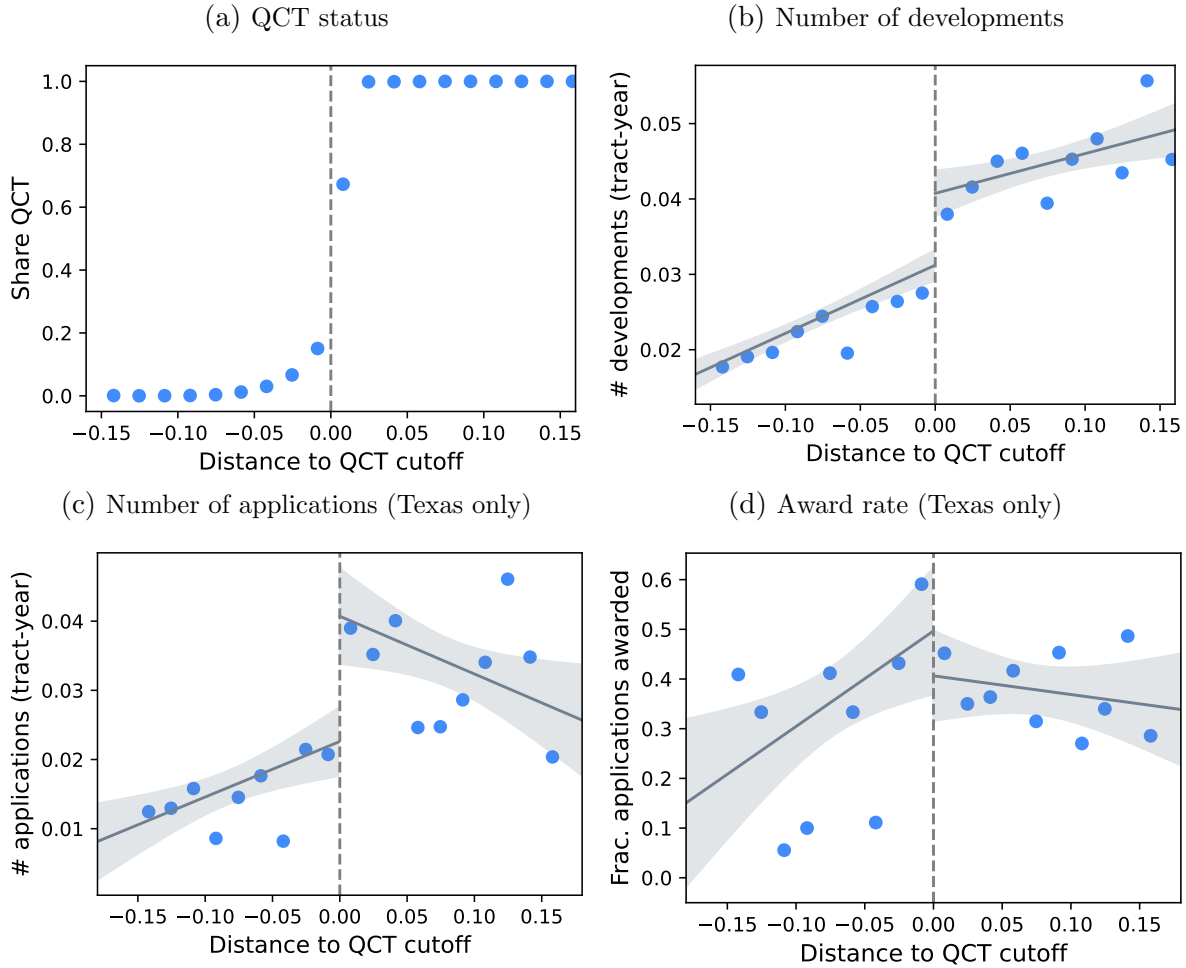 (a) QCT status
1.0
0.8
0.6
0.4
0.2
0.0
Share QCT
−0.15 −0.10 −0.05 0.00 0.05 0.10 0.15
Distance to QCT cutoff
(b) Number of developments
0.05
0.04
0.03
0.02
# developments (tract-year)
−0.15 −0.10 −0.05 0.00 0.05 0.10 0.15
Distance to QCT cutoff
(c) Number of applications (Texas only)
0.04
0.03
0.02
0.01
# applications (tract-year)
−0.15 −0.10 −0.05 0.00 0.05 0.10 0.15
Distance to QCT cutoff
(d) Award rate (Texas only)
0.6
0.5
0.4
0.3
0.2
0.1
0.0
Frac. applications awarded
−0.15 −0.10 −0.05 0.00 0.05 0.10 0.15
Distance to QCT cutoff